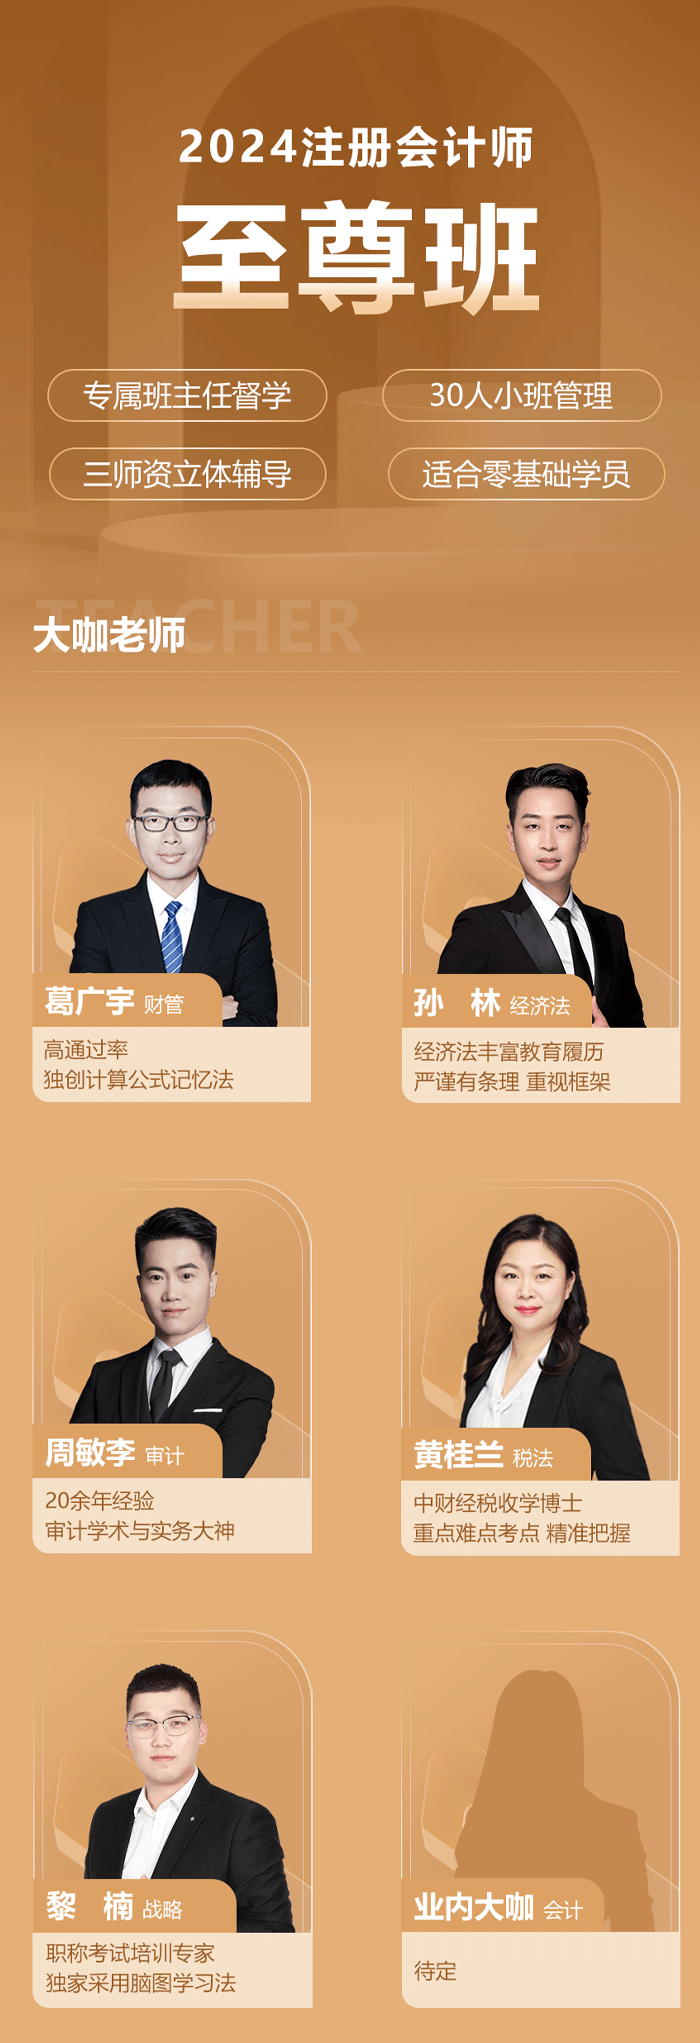 2024注册会计师
至尊班
专属班主任督学
30人小班管理
三师资立体辅导
适合零基础学员
TEACHER
大咖老师
葛广宇 财管
高通过率
独创计算公式记忆法
孙 林 经济法
经济法丰富教育履历
严谨有条理 重视框架
周敏李 审计
20余年经验
审计学术与实务大神
黄桂兰 税法
中财经税收学博士
重点难点考点 精准把握
黎 楠 战略
职称考试培训专家
独家采用脑图学习法
业内大咖 会计
待定